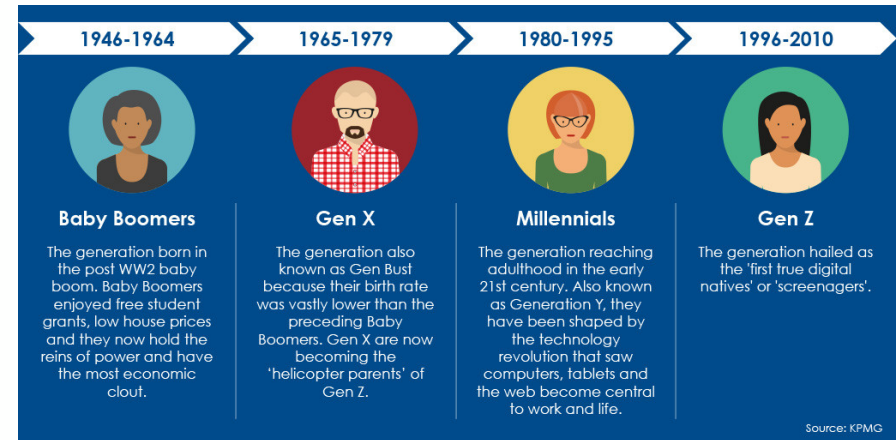 1946-1964
1965-1979
1980-1995
1996-2010
Baby Boomers
The generation born in
the post WW2 baby
boom. Baby Boomers
enjoyed free student
grants, low house prices
and they now hold the
reins of power and have
the most economic
clout.
Gen X
The generation also
known as Gen Bust
because their birth rate
was vastly lower than the
preceding Baby
Boomers. Gen X are now
becoming the
‘helicopter parents’ of
Gen Z.
Millennials
The generation reaching
adulthood in the early
21st century. Also known
as Generation Y, they
have been shaped by
the technology
revolution that saw
computers, tablets and
the web become central
to work and life.
Gen Z
The generation hailed as
the 'first true digital
natives' or 'screenagers'.
Source: KPMG